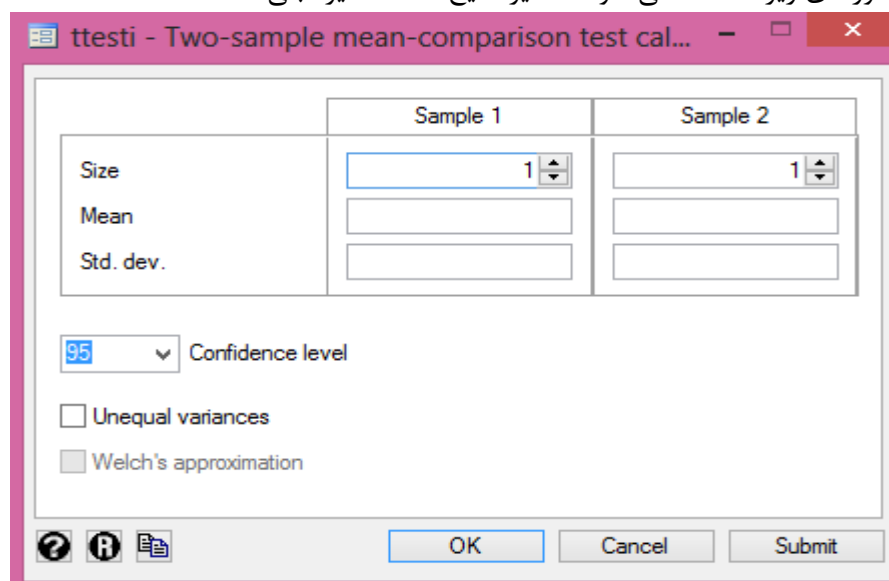 ttesti - Two-sample mean-comparison test cal...
Sample 1 Sample 2
Size 1 1
Mean
Std. dev.
95 Confidence level
Unequal variances
Welch's approximation
OK Cancel Submit